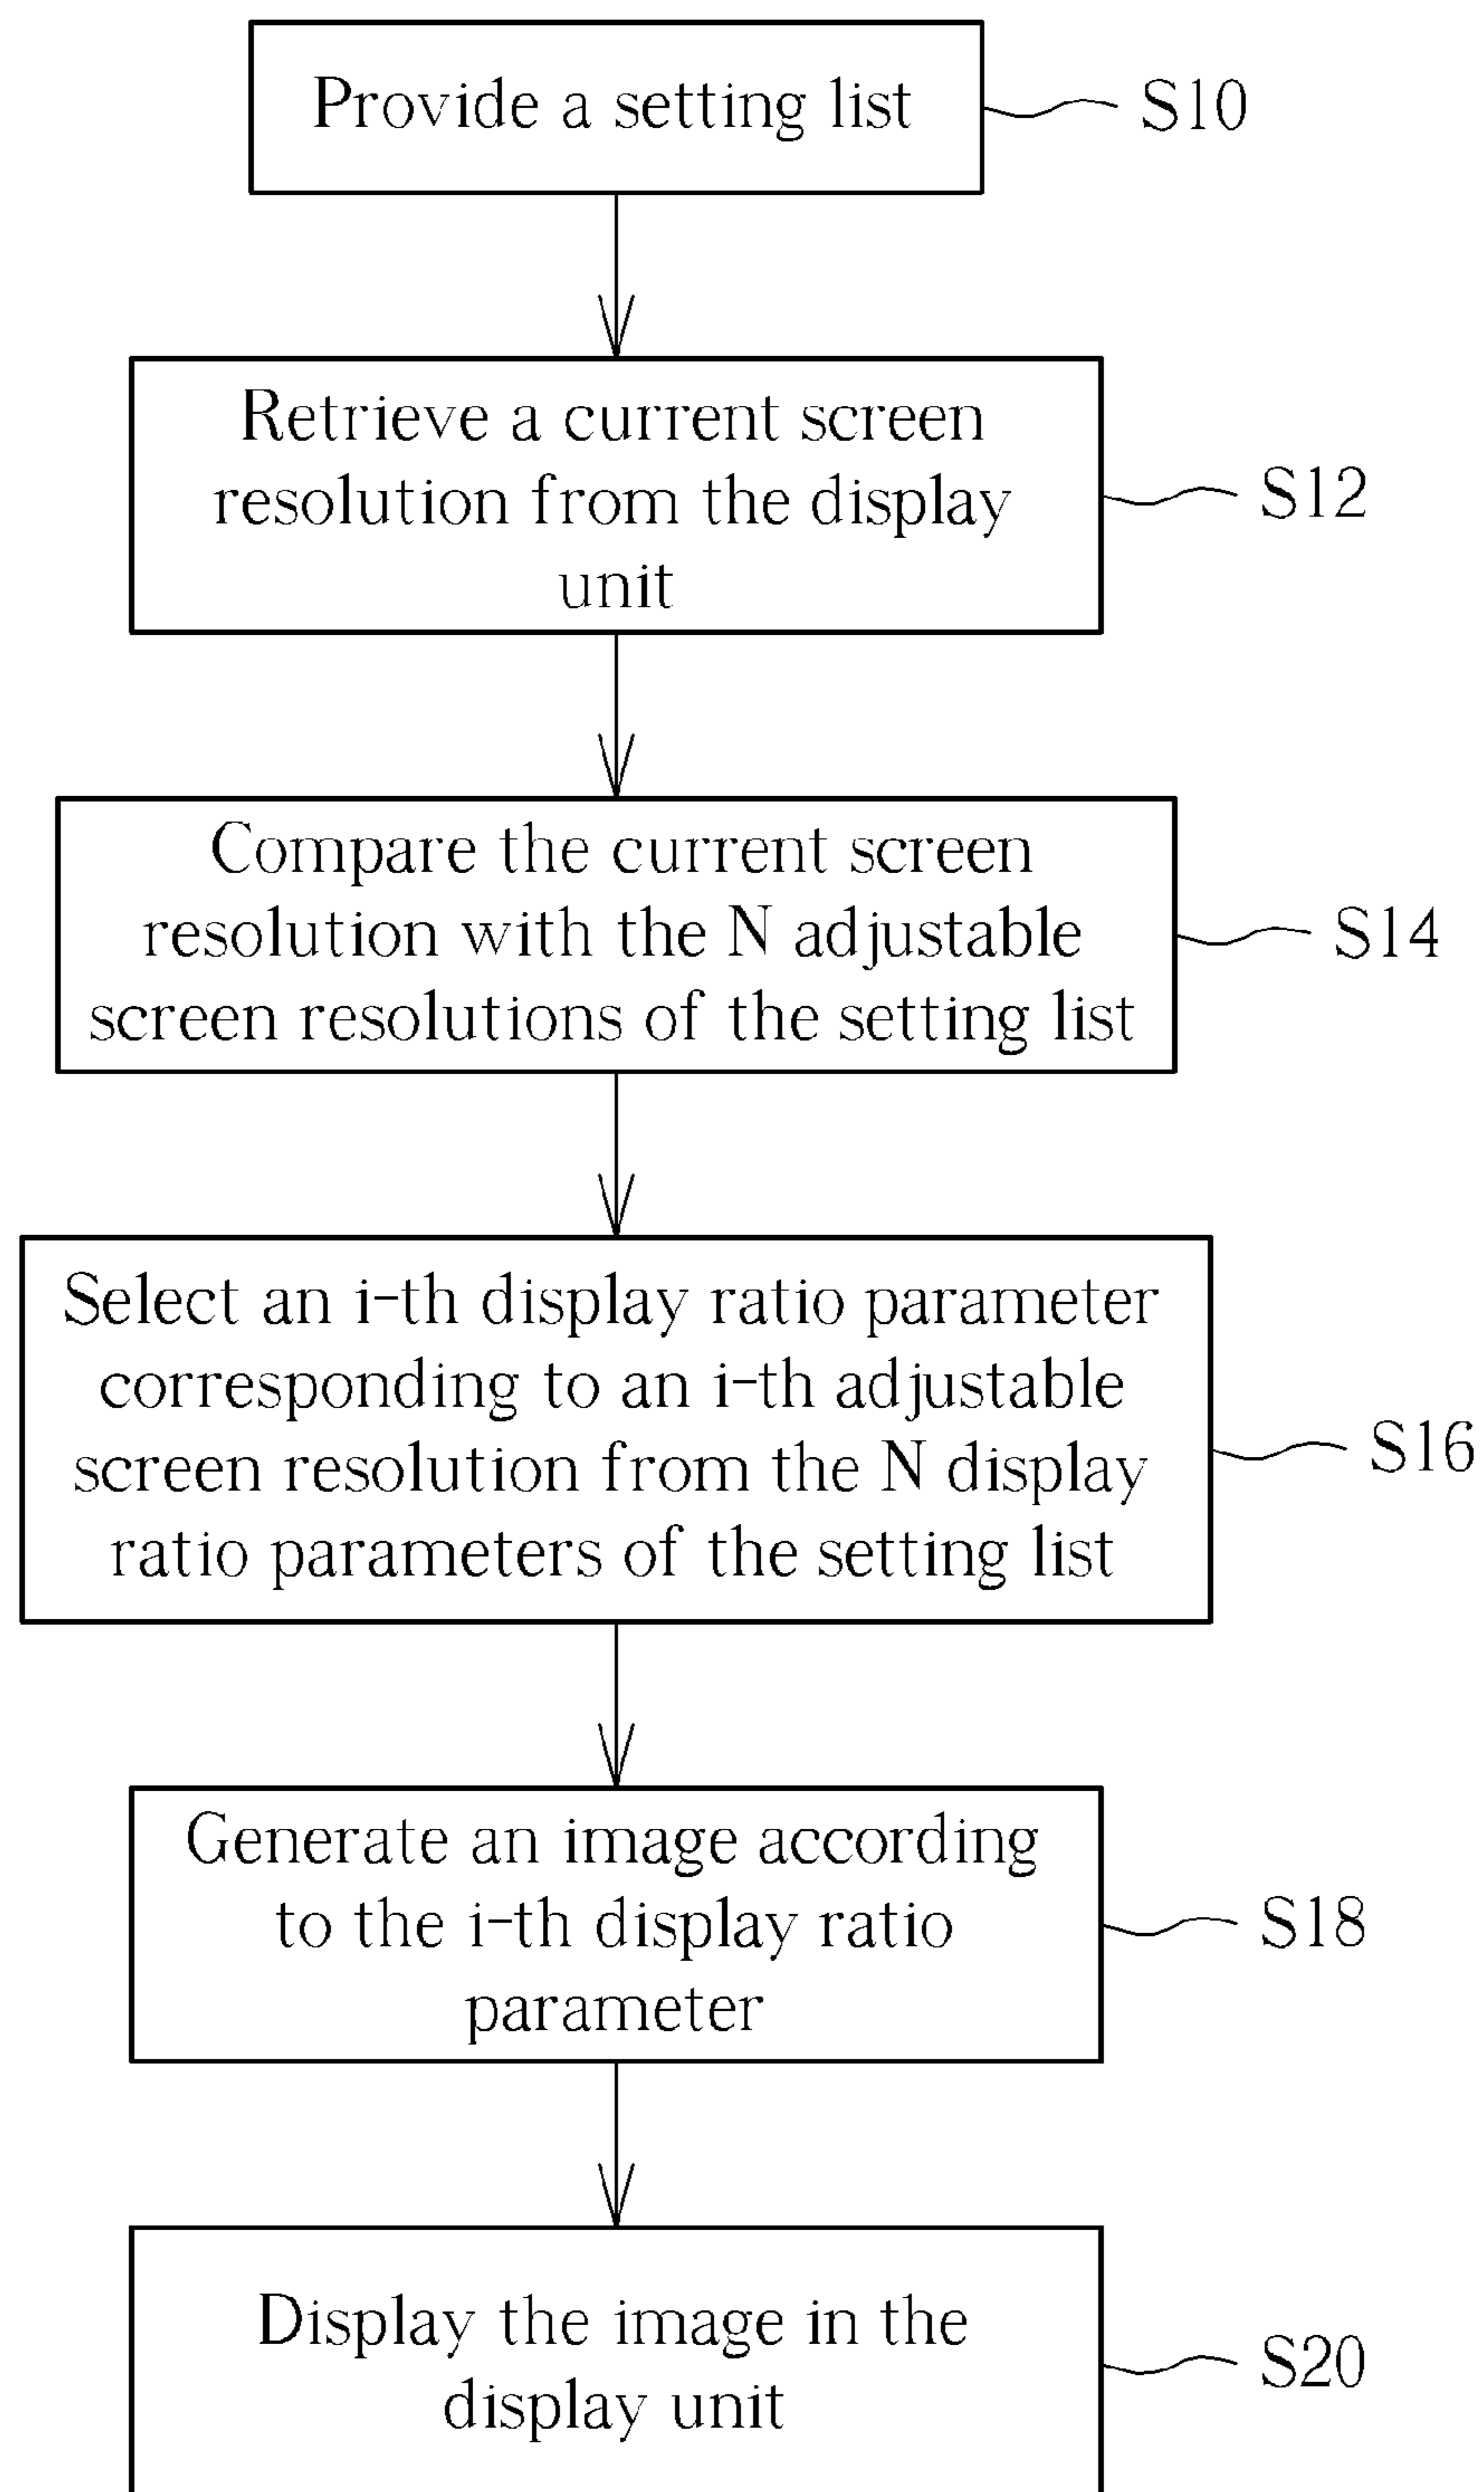 Provide a setting list
S10
Retrieve a current screen
resolution from the display
unit
S12
Compare the current screen
resolution with the N adjustable
screen resolutions of the setting list
S14
Select an i-th display ratio parameter
corresponding to an i-th adjustable
screen resolution from the N display
ratio parameters of the setting list
S16
Generate an image according
to the i-th display ratio
parameter
S18
Display the image in the
display unit
S20